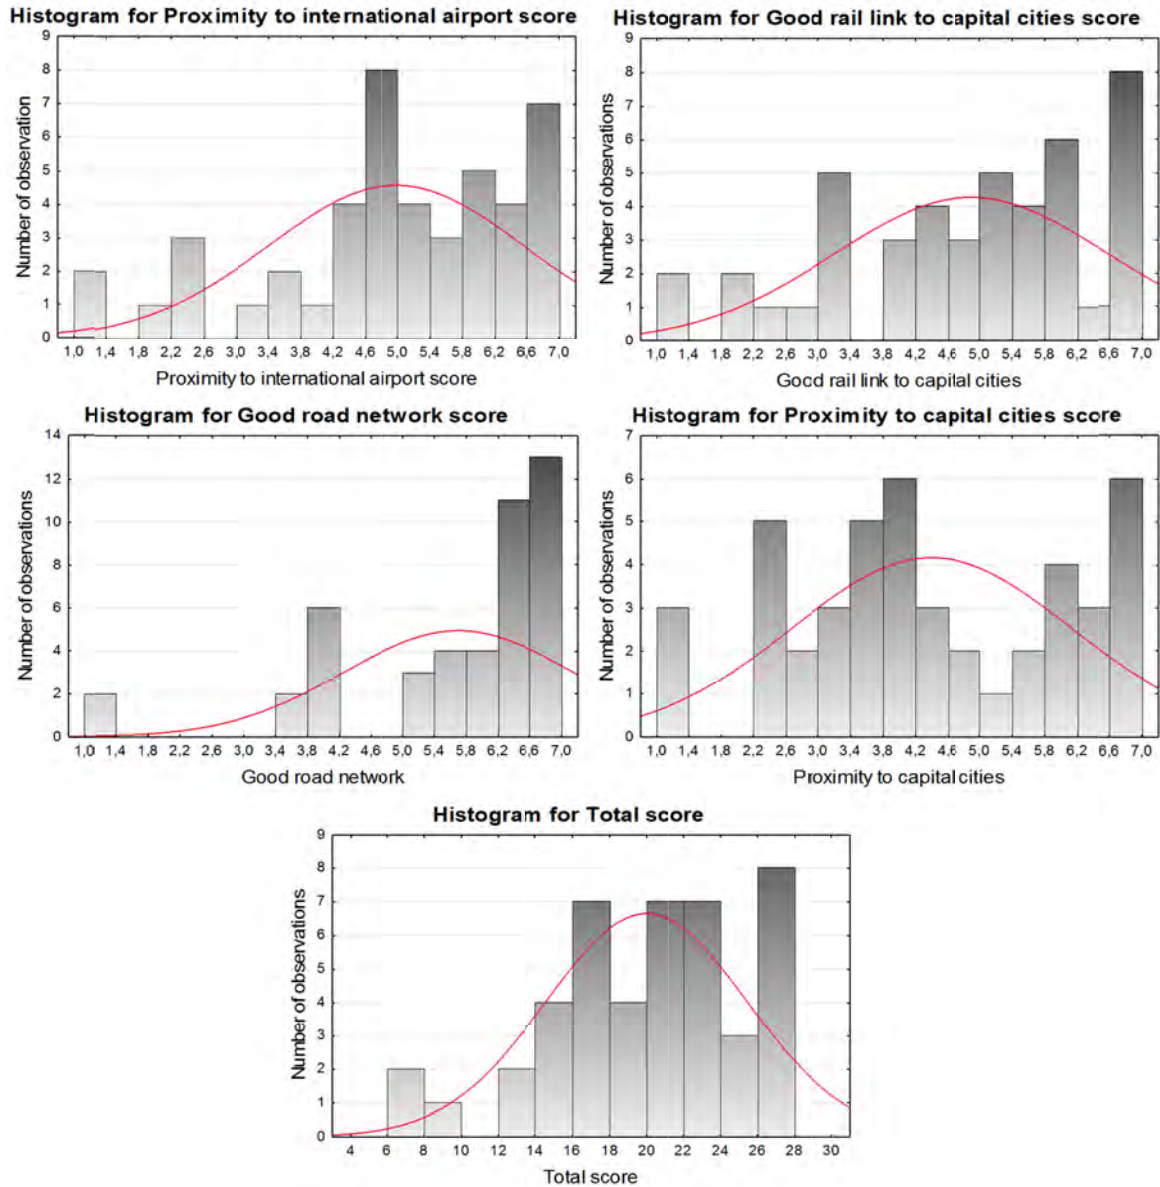 Histogram for Proximity to international airport score
Number of observation
9
8
7
6
5
4
3
2
1
0
1,0 1,4 1,8 2,2 2,6 3,0 3,4 3,8 4,2 4,6 5,0 5,4 5,8 6,2 6,6 7,0
Proximity to international airport score
Histogram for Good rail link to capital cities score
Number of observations
9
8
7
6
5
4
3
2
1
0
1,0 1,4 1,8 2,2 2,6 3,0 3,4 3,8 4,2 4,6 5,0 5,4 5,8 6,2 6,6 7,0
Good rail link to capital cities
Histogram for Good road network score
Number of observations
14
12
10
8
6
4
2
0
1,0 1,4 1,8 2,2 2,6 3,0 3,4 3,8 4,2 4,6 5,0 5,4 5,8 6,2 6,6 7,0
Good road network
Histogram for Proximity to capital cities score
Number of observations
7
6
5
4
3
2
1
0
1,0 1,4 1,8 2,2 2,6 3,0 3,4 3,8 4,2 4,6 5,0 5,4 5,8 6,2 6,6 7,0
Proximity to capital cities
Histogram for Total score
Number of observations
9
8
7
6
5
4
3
2
1
0
4 6 8 10 12 14 16 18 20 22 24 26 28 30
Total score